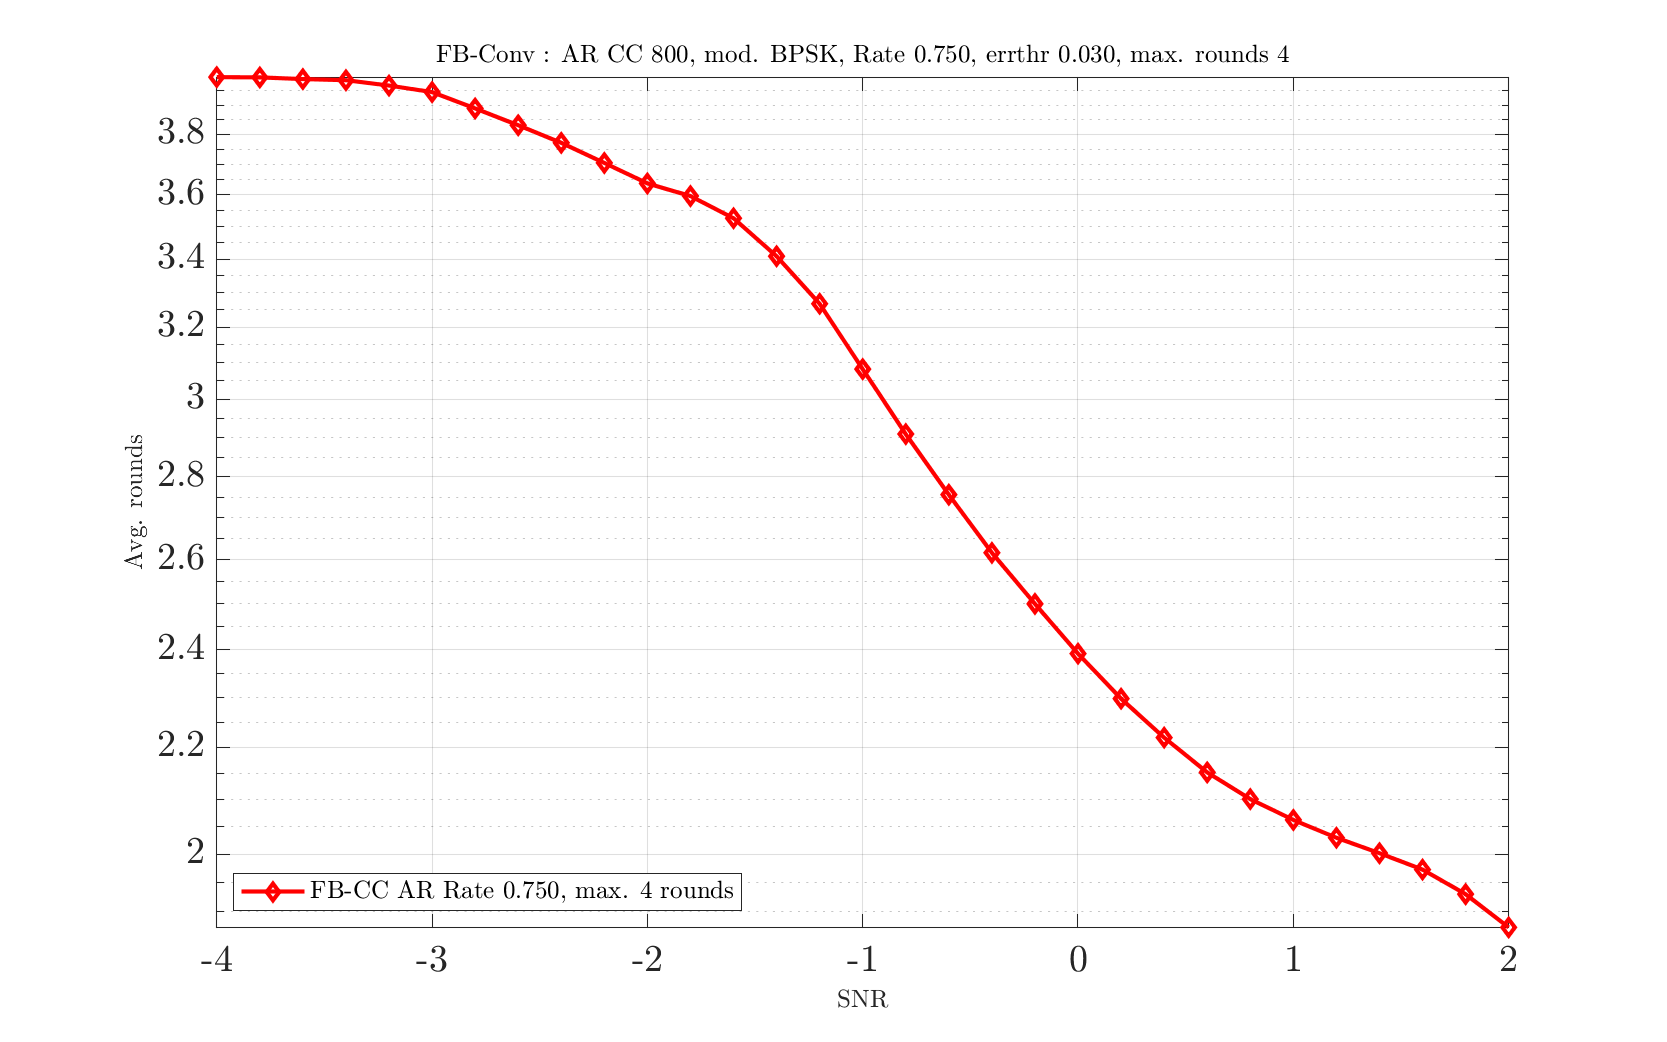 FB-Conv : AR CC 800, mod. BPSK, Rate 0.750, errthr 0.030, max. rounds 4
3.8
3.6
3.4
3.2
3
2.8
2.6
2.4
2.2
2
Avg. rounds
FB-CC AR Rate 0.750, max. 4 rounds
-4 -3 -2 -1 0 1 2
SNR